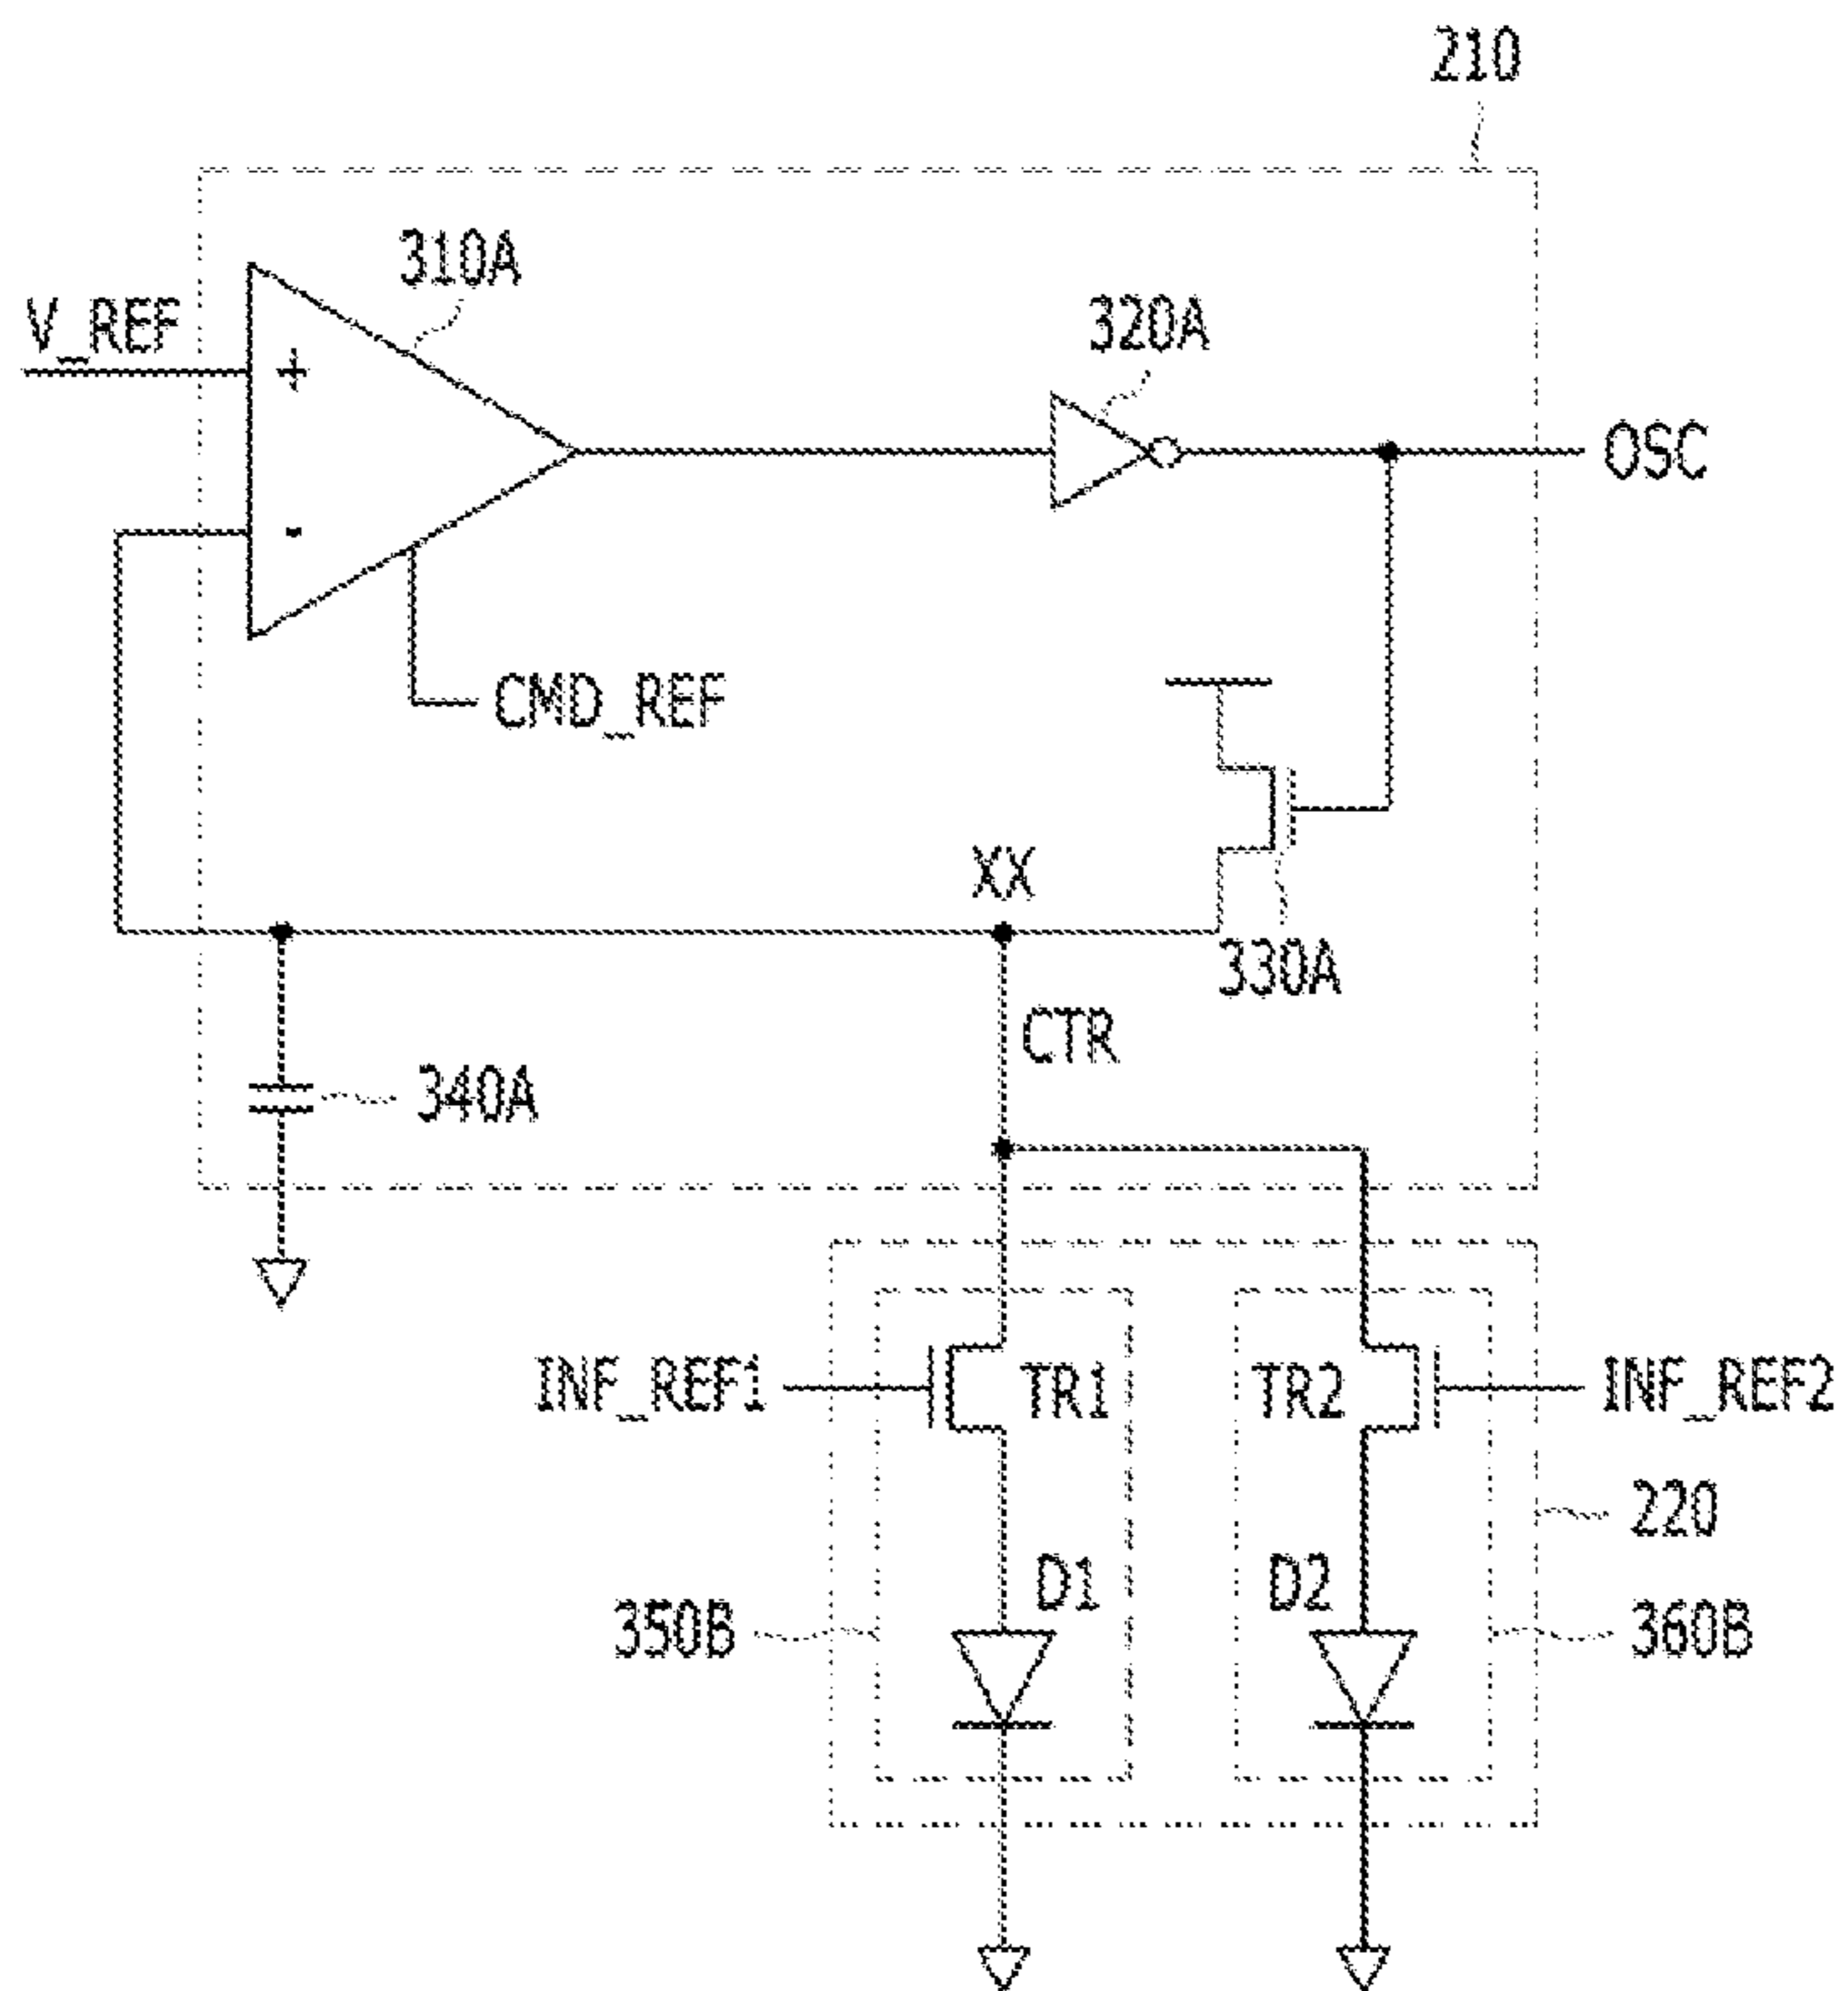 210
310A
V_REF
320A
+
OSC
-
CMD_REF
XX
330A
CTR
340A
INF_REF1
TR1
TR2
INF_REF2
220
D1
D2
350B
360B